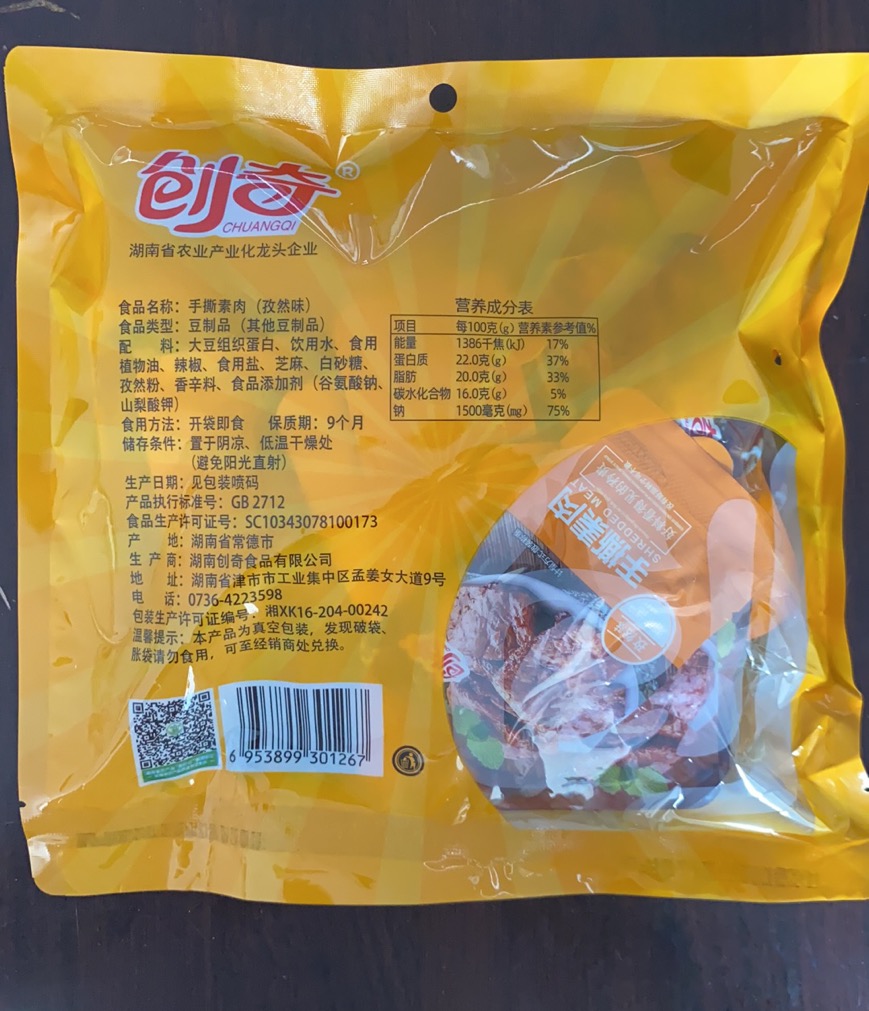 创奇®
CHUANGQI
湖南省农业产业化龙头企业
食品名称：手撕素肉（孜然味）
食品类型：豆制品（其他豆制品）
配 料：大豆组织蛋白、饮用水、食用
植物油、辣椒、食用盐、芝麻、白砂糖、
孜然粉、香辛料、食品添加剂（谷氨酸钠、
山梨酸钾）
食用方法：开袋即食 保质期：9个月
储存条件：置于阴凉、低温干燥处
（避免阳光直射）
生产日期：见包装喷码
产品执行标准号：GB 2712
食品生产许可证号：SC10343078100173
产 地：湖南省常德市
生 产 商：湖南创奇食品有限公司
地 址：湖南省津市市工业集中区孟姜女大道9号
电 话：0736-4223598
包装生产许可证编号：湘XK16-204-00242
温馨提示：本产品为真空包装，发现破袋、
胀袋请勿食用，可至经销商处兑换。
营养成分表
项目 每100克(g) 营养素参考值%
能量 1386千焦(kJ) 17%
蛋白质 22.0克(g) 37%
脂肪 20.0克(g) 33%
碳水化合物 16.0克(g) 5%
钠 1500毫克(mg) 75%
6 953899 301267
手撕素肉
SHREDDED MEAT